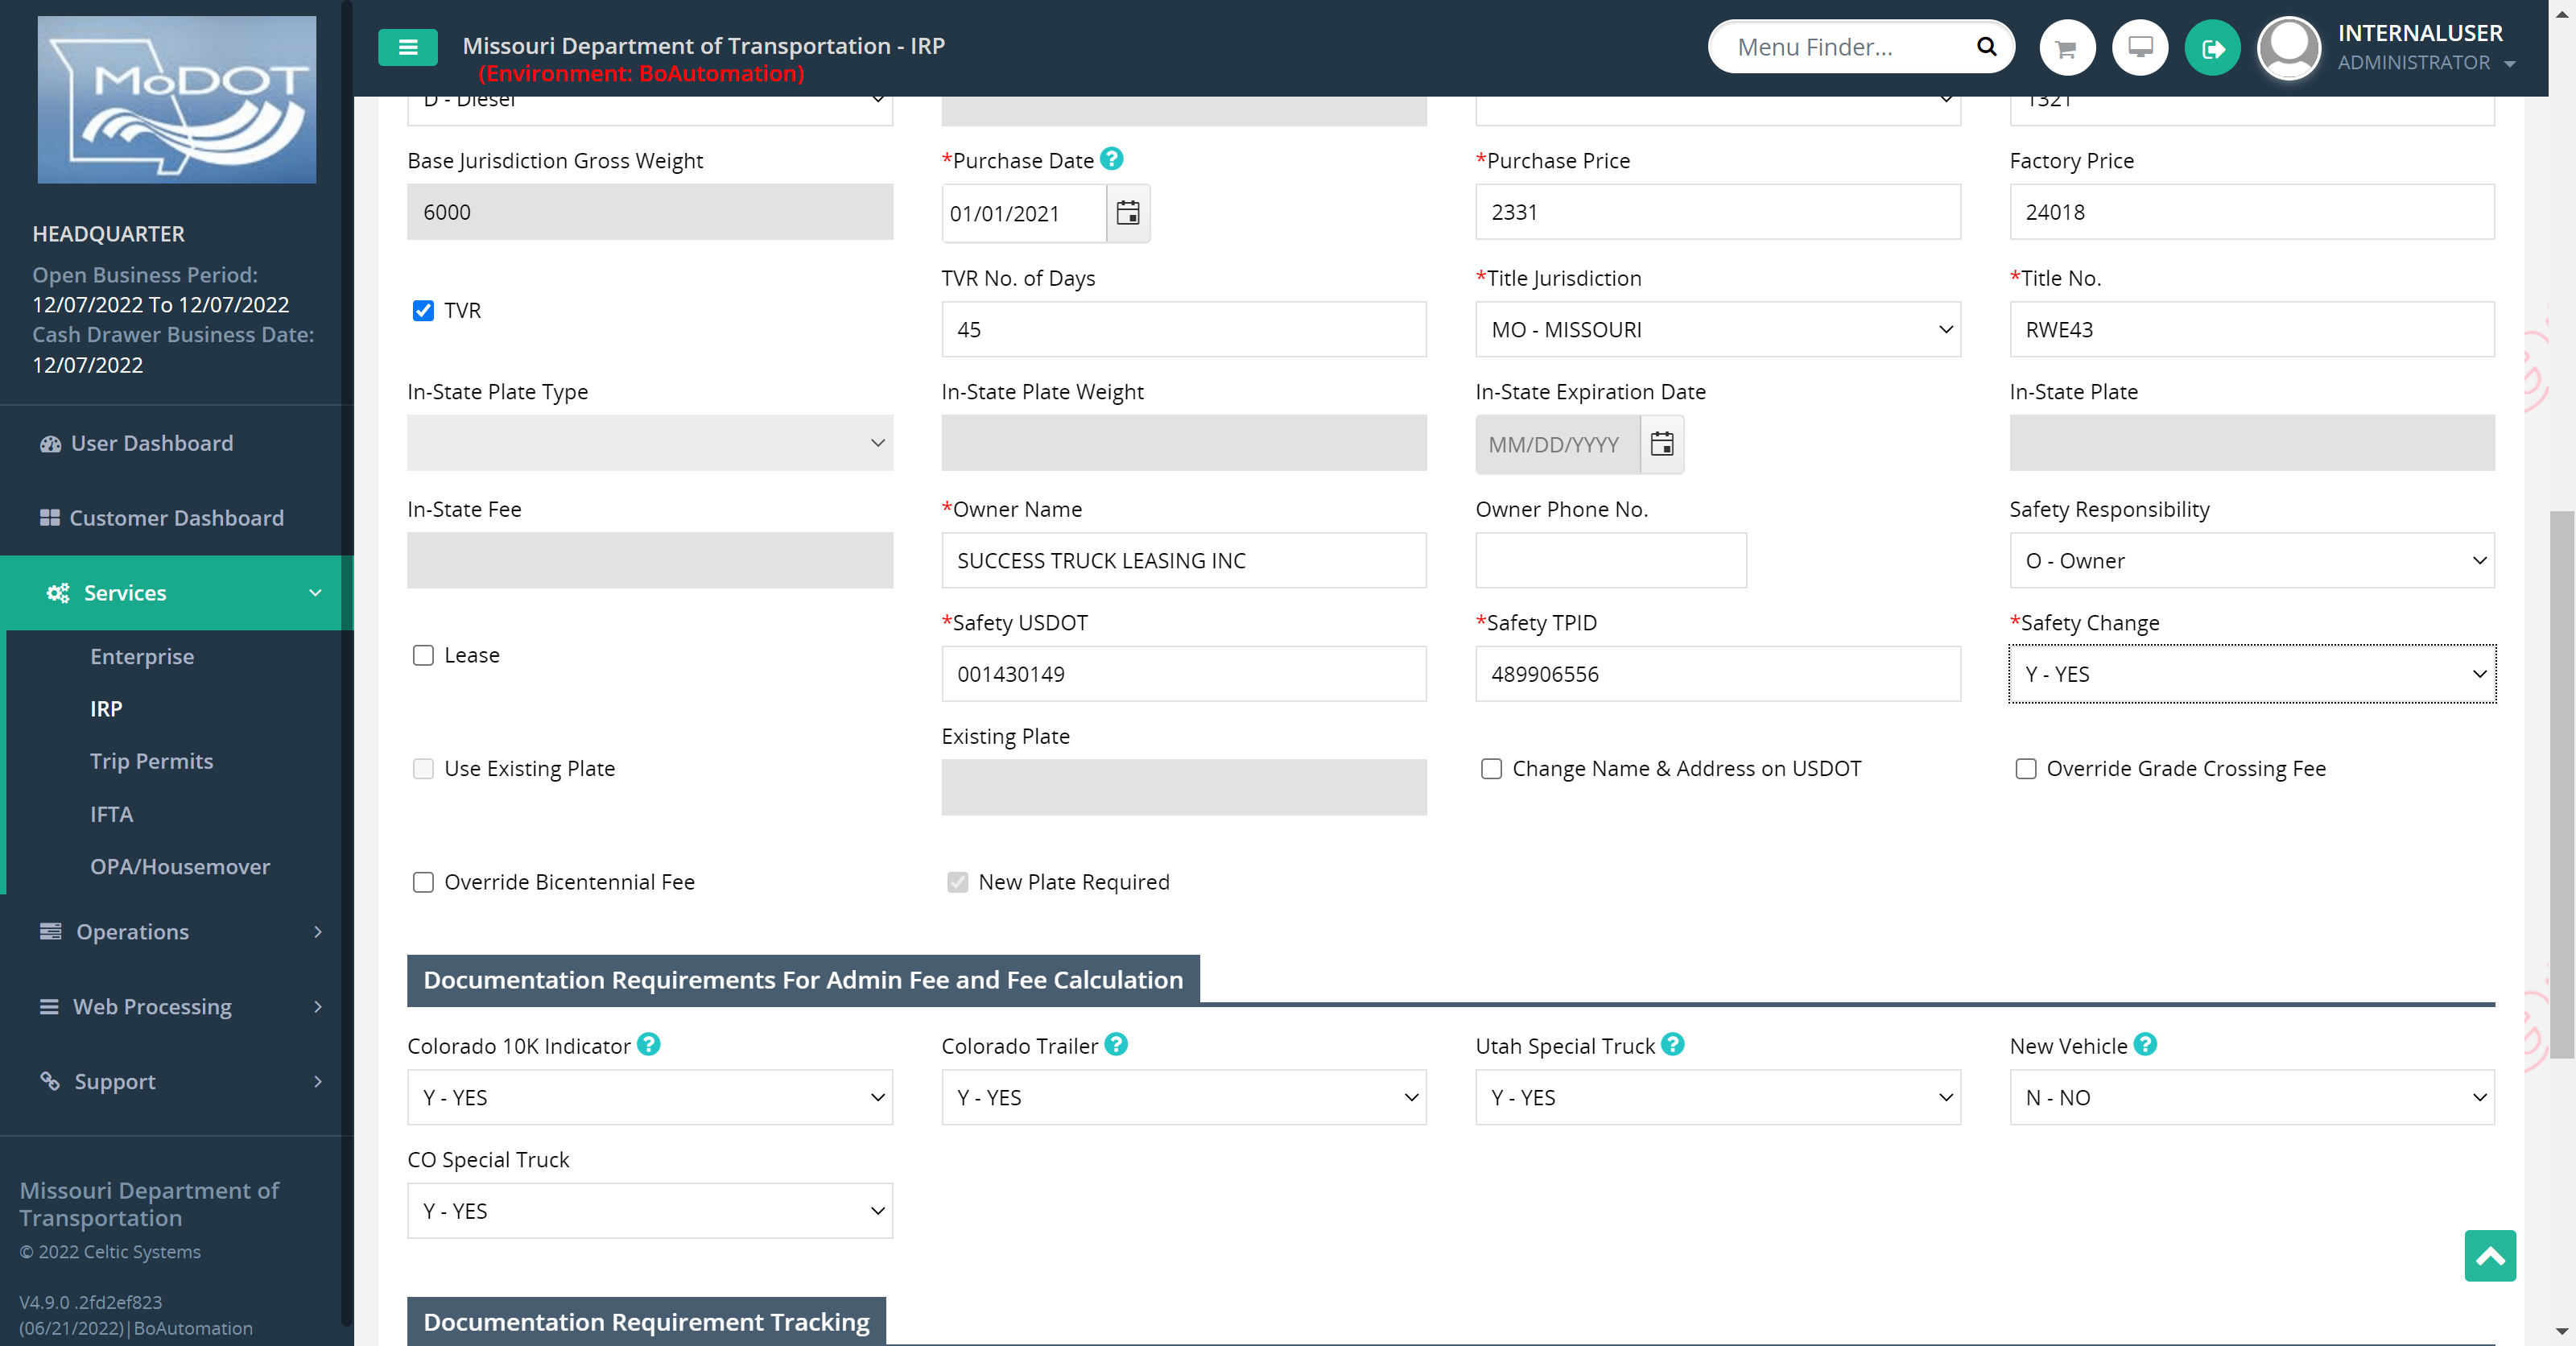 MoDOT
Missouri Department of Transportation - IRP
(Environment: BoAutomation)
Menu Finder...
INTERNALUSER
ADMINISTRATOR
HEADQUARTER
Open Business Period:
12/07/2022 To 12/07/2022
Cash Drawer Business Date:
12/07/2022
User Dashboard
Customer Dashboard
Services
Enterprise
IRP
Trip Permits
IFTA
OPA/Housemover
Operations
Web Processing
Support
Missouri Department of
Transportation
© 2022 Celtic Systems
V4.9.0 .2fd2ef823
(06/21/2022)|BoAutomation
D - Diesel
1321
Base Jurisdiction Gross Weight
*Purchase Date
*Purchase Price
Factory Price
6000
01/01/2021
2331
24018
TVR
TVR No. of Days
*Title Jurisdiction
*Title No.
45
MO - MISSOURI
RWE43
In-State Plate Type
In-State Plate Weight
In-State Expiration Date
In-State Plate
MM/DD/YYYY
In-State Fee
*Owner Name
Owner Phone No.
Safety Responsibility
SUCCESS TRUCK LEASING INC
O - Owner
Lease
*Safety USDOT
*Safety TPID
*Safety Change
001430149
489906556
Y - YES
Use Existing Plate
Existing Plate
Change Name & Address on USDOT
Override Grade Crossing Fee
Override Bicentennial Fee
New Plate Required
Documentation Requirements For Admin Fee and Fee Calculation
Colorado 10K Indicator
Colorado Trailer
Utah Special Truck
New Vehicle
Y - YES
Y - YES
Y - YES
N - NO
CO Special Truck
Y - YES
Documentation Requirement Tracking